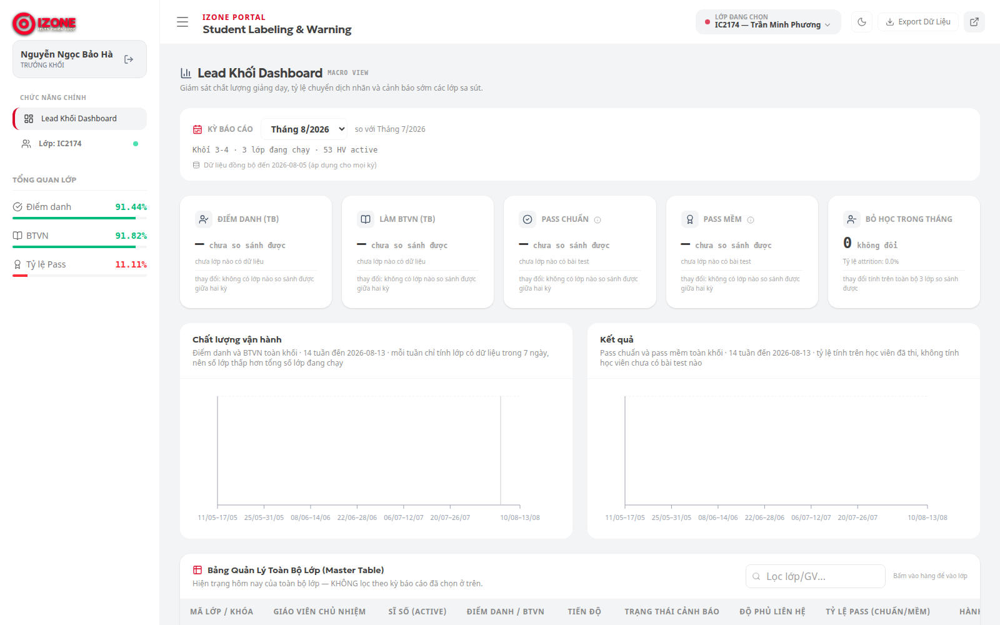 IZONE
IELTS CHIẾN LƯỢC
Nguyễn Ngọc Bảo Hà
TRƯỞNG KHỐI
CHỨC NĂNG CHÍNH
Lead Khối Dashboard
Lớp: IC2174
TỔNG QUAN LỚP
Điểm danh 91.44%
BTVN 91.82%
Tỷ lệ Pass 11.11%
IZONE PORTAL
Student Labeling & Warning
LỚP ĐANG CHỌN
IC2174 — Trần Minh Phương
Export Dữ Liệu
Lead Khối Dashboard MACRO VIEW
Giám sát chất lượng giảng dạy, tỷ lệ chuyển dịch nhãn và cảnh báo sớm các lớp sa sút.
KỲ BÁO CÁO Tháng 8/2026 so với Tháng 7/2026
Khối 3-4 · 3 lớp đang chạy · 53 HV active
Dữ liệu đồng bộ đến 2026-08-05 (áp dụng cho mọi kỳ)
ĐIỂM DANH (TB)
— chưa so sánh được
chưa lớp nào có dữ liệu
thay đổi: không có lớp nào so sánh được
giữa hai kỳ
LÀM BTVN (TB)
— chưa so sánh được
chưa lớp nào có dữ liệu
thay đổi: không có lớp nào so sánh được
giữa hai kỳ
PASS CHUẨN
— chưa so sánh được
chưa lớp nào có bài test
thay đổi: không có lớp nào so sánh được
giữa hai kỳ
PASS MỀM
— chưa so sánh được
chưa lớp nào có bài test
thay đổi: không có lớp nào so sánh được
giữa hai kỳ
BỎ HỌC TRONG THÁNG
0 không đổi
Tỷ lệ attrition: 0.0%
thay đổi tính trên toàn bộ 3 lớp so sánh
được
Chất lượng vận hành
Điểm danh và BTVN toàn khối · 14 tuần đến 2026-08-13 · mỗi tuần chỉ tính lớp có dữ liệu trong 7 ngày,
nên số lớp thấp hơn tổng số lớp đang chạy
11/05–17/05 25/05–31/05 08/06–14/06 22/06–28/06 06/07–12/07 20/07–26/07 10/08–13/08
Kết quả
Pass chuẩn và pass mềm toàn khối · 14 tuần đến 2026-08-13 · tỷ lệ tính trên học viên đã thi, không tính
học viên chưa có bài test nào
11/05–17/05 25/05–31/05 08/06–14/06 22/06–28/06 06/07–12/07 20/07–26/07 10/08–13/08
Bảng Quản Lý Toàn Bộ Lớp (Master Table)
Hiện trạng hôm nay của toàn bộ lớp — KHÔNG lọc theo kỳ báo cáo đã chọn ở trên.
Lọc lớp/GV...
Bấm vào hàng để vào lớp
MÃ LỚP / KHÓA GIÁO VIÊN CHỦ NHIỆM SĨ SỐ (ACTIVE) ĐIỂM DANH / BTVN TIẾN ĐỘ TRẠNG THÁI CẢNH BÁO ĐỘ PHỦ LIÊN HỆ TỶ LỆ PASS (CHUẨN/MỀM) HÀNH